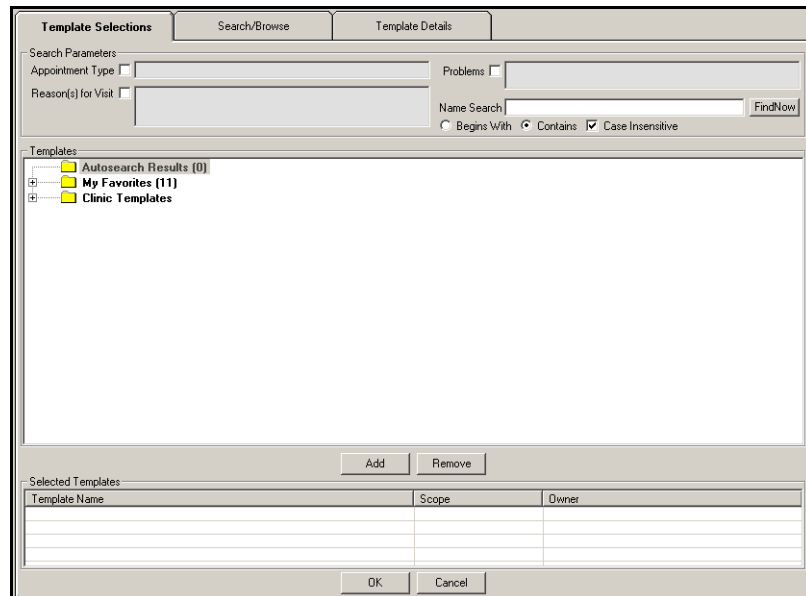 Template Selections Search/Browse Template Details
Search Parameters
Appointment Type Problems
Reason(s) for Visit
Name Search FindNow
Begins With Contains Case Insensitive
Templates
Autosearch Results (0)
My Favorites (11)
Clinic Templates
Add Remove
Selected Templates
Template Name Scope Owner
OK Cancel